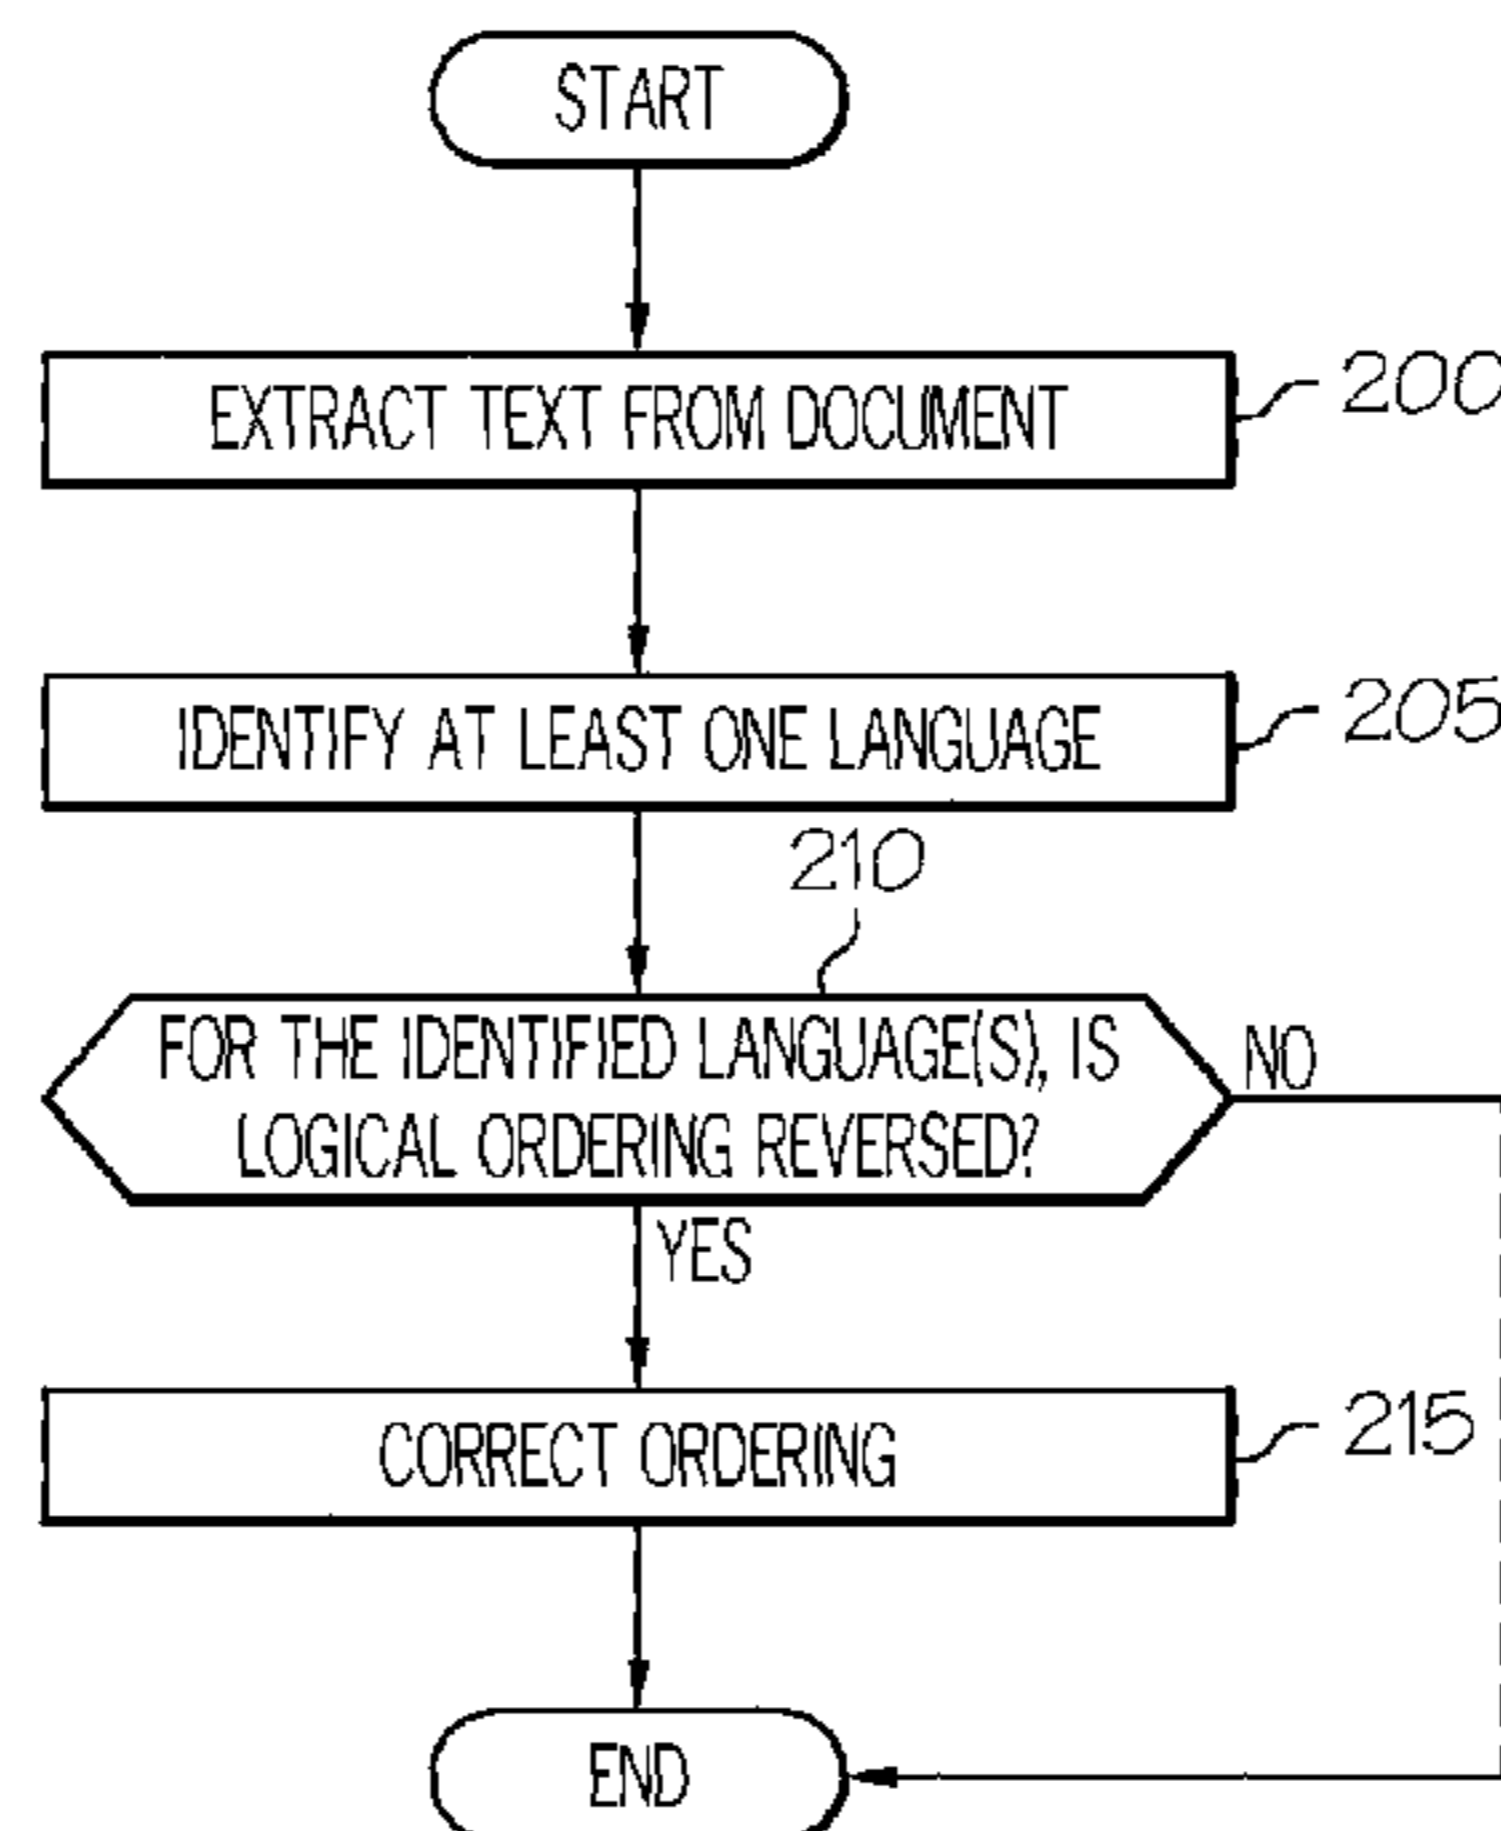 START
EXTRACT TEXT FROM DOCUMENT
200
IDENTIFY AT LEAST ONE LANGUAGE
205
210
FOR THE IDENTIFIED LANGUAGE(S), IS
LOGICAL ORDERING REVERSED?
NO
YES
CORRECT ORDERING
215
END